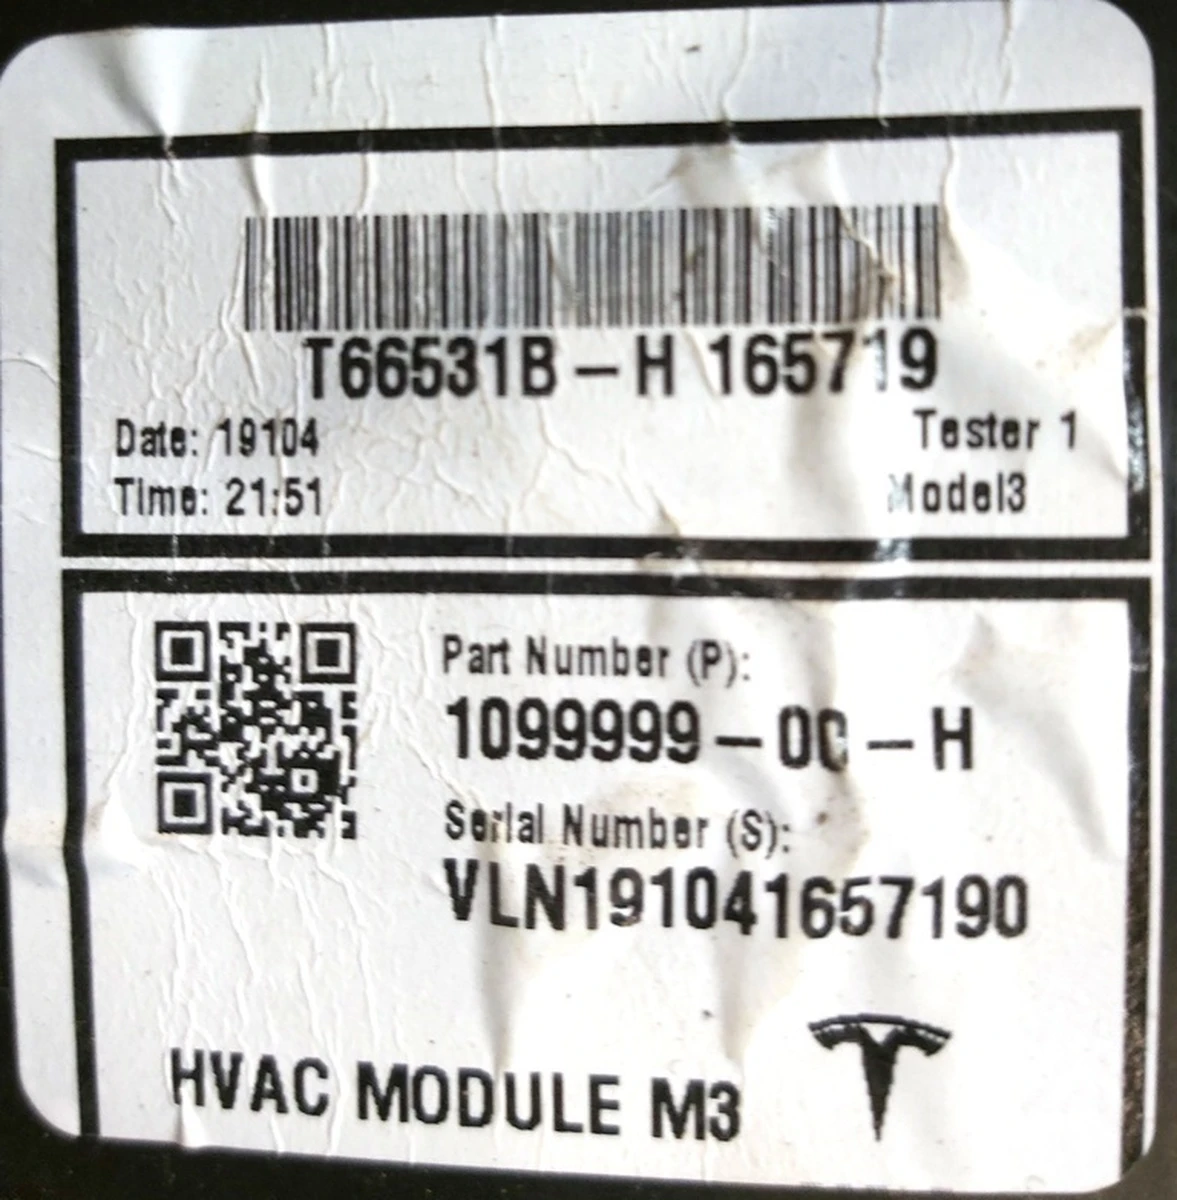 T66531B-H 165719
Date: 19104
Tester 1
Time: 21:51
Model3
Part Number (P):
1099999-00-H
Serial Number (S):
VLN191041657190
HVAC MODULE M3